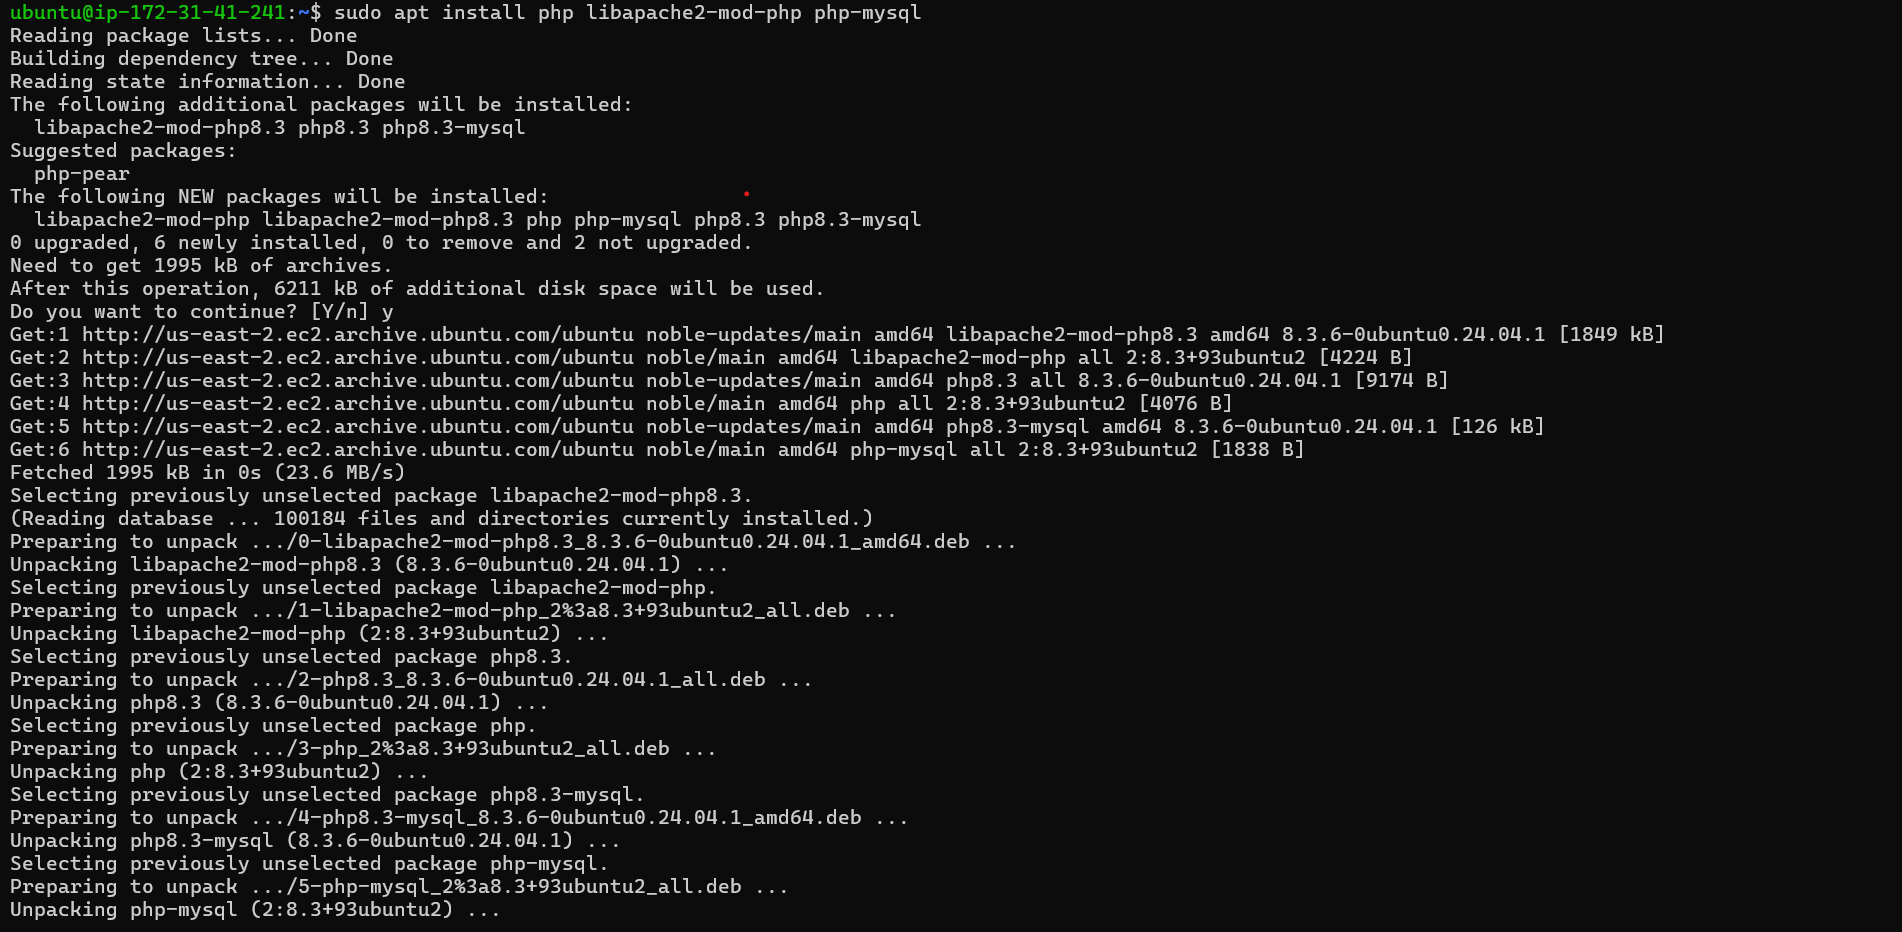 ubuntu@ip-172-31-41-241:~$ sudo apt install php libapache2-mod-php php-mysql
Reading package lists... Done
Building dependency tree... Done
Reading state information... Done
The following additional packages will be installed:
  libapache2-mod-php8.3 php8.3 php8.3-mysql
Suggested packages:
  php-pear
The following NEW packages will be installed:
  libapache2-mod-php libapache2-mod-php8.3 php php-mysql php8.3 php8.3-mysql
0 upgraded, 6 newly installed, 0 to remove and 2 not upgraded.
Need to get 1995 kB of archives.
After this operation, 6211 kB of additional disk space will be used.
Do you want to continue? [Y/n] y
Get:1 http://us-east-2.ec2.archive.ubuntu.com/ubuntu noble-updates/main amd64 libapache2-mod-php8.3 amd64 8.3.6-0ubuntu0.24.04.1 [1849 kB]
Get:2 http://us-east-2.ec2.archive.ubuntu.com/ubuntu noble/main amd64 libapache2-mod-php all 2:8.3+93ubuntu2 [4224 B]
Get:3 http://us-east-2.ec2.archive.ubuntu.com/ubuntu noble-updates/main amd64 php8.3 all 8.3.6-0ubuntu0.24.04.1 [9174 B]
Get:4 http://us-east-2.ec2.archive.ubuntu.com/ubuntu noble/main amd64 php all 2:8.3+93ubuntu2 [4076 B]
Get:5 http://us-east-2.ec2.archive.ubuntu.com/ubuntu noble-updates/main amd64 php8.3-mysql amd64 8.3.6-0ubuntu0.24.04.1 [126 kB]
Get:6 http://us-east-2.ec2.archive.ubuntu.com/ubuntu noble/main amd64 php-mysql all 2:8.3+93ubuntu2 [1838 B]
Fetched 1995 kB in 0s (23.6 MB/s)
Selecting previously unselected package libapache2-mod-php8.3.
(Reading database ... 100184 files and directories currently installed.)
Preparing to unpack .../0-libapache2-mod-php8.3_8.3.6-0ubuntu0.24.04.1_amd64.deb ...
Unpacking libapache2-mod-php8.3 (8.3.6-0ubuntu0.24.04.1) ...
Selecting previously unselected package libapache2-mod-php.
Preparing to unpack .../1-libapache2-mod-php_2%3a8.3+93ubuntu2_all.deb ...
Unpacking libapache2-mod-php (2:8.3+93ubuntu2) ...
Selecting previously unselected package php8.3.
Preparing to unpack .../2-php8.3_8.3.6-0ubuntu0.24.04.1_all.deb ...
Unpacking php8.3 (8.3.6-0ubuntu0.24.04.1) ...
Selecting previously unselected package php.
Preparing to unpack .../3-php_2%3a8.3+93ubuntu2_all.deb ...
Unpacking php (2:8.3+93ubuntu2) ...
Selecting previously unselected package php8.3-mysql.
Preparing to unpack .../4-php8.3-mysql_8.3.6-0ubuntu0.24.04.1_amd64.deb ...
Unpacking php8.3-mysql (8.3.6-0ubuntu0.24.04.1) ...
Selecting previously unselected package php-mysql.
Preparing to unpack .../5-php-mysql_2%3a8.3+93ubuntu2_all.deb ...
Unpacking php-mysql (2:8.3+93ubuntu2) ...